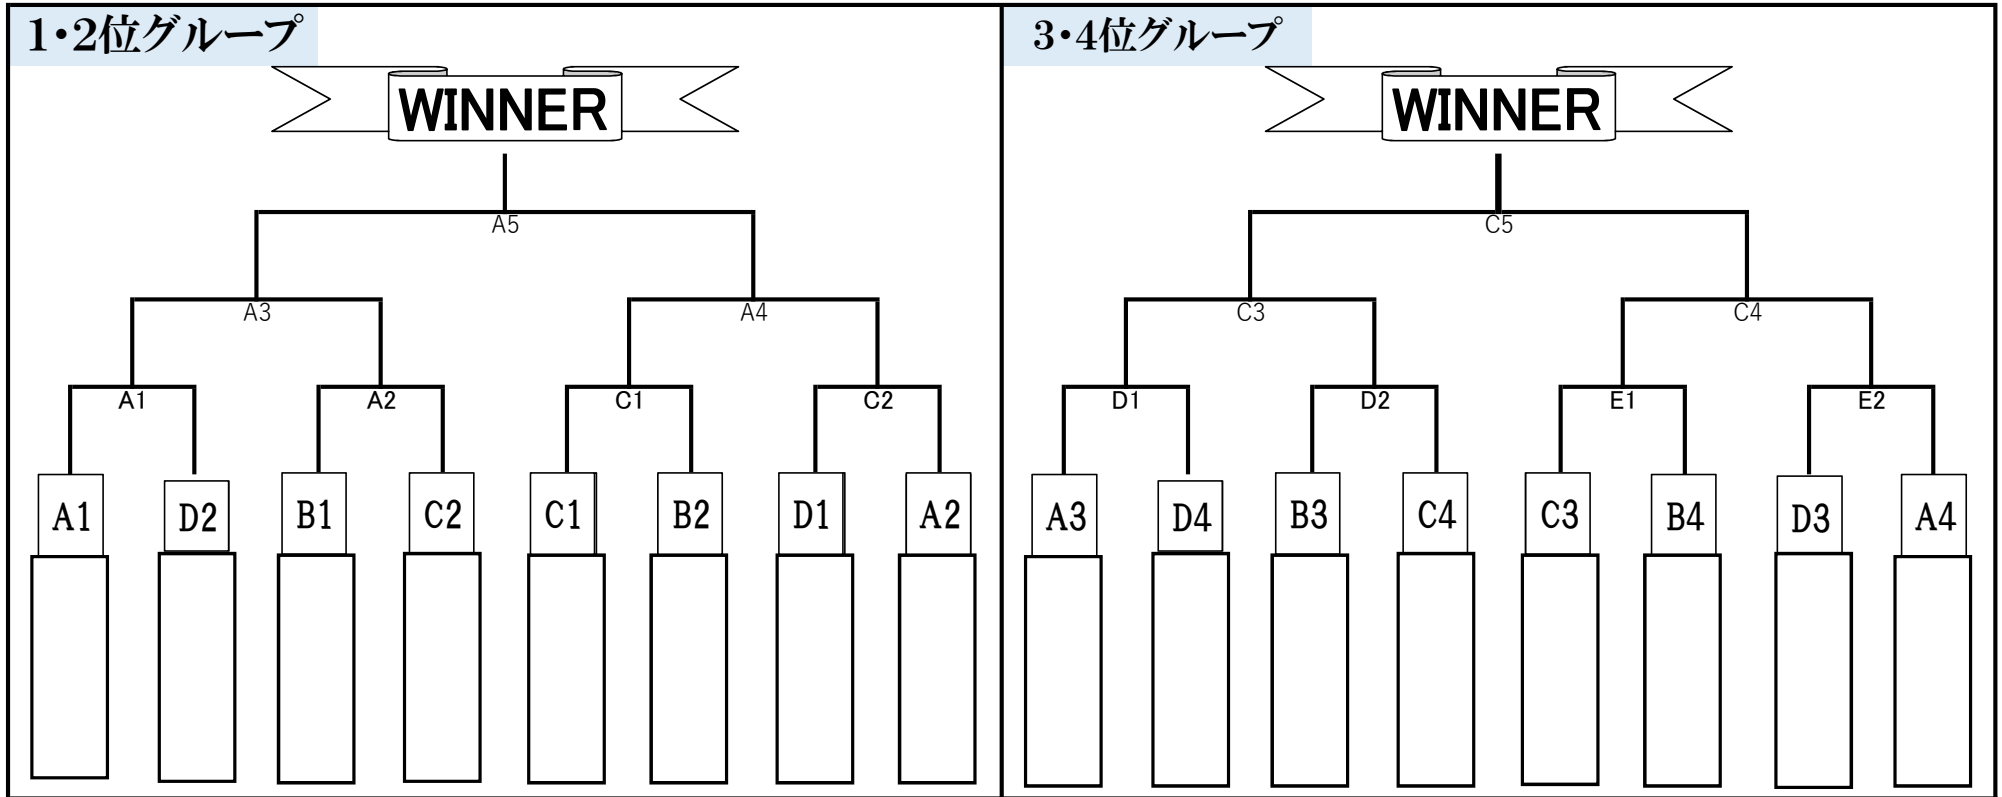 1・2位グループ
WINNER
A5
A3 A4
A1 A2 C1 C2
A1 D2 B1 C2 C1 B2 D1 A2
3・4位グループ
WINNER
C5
C3 C4
D1 D2 E1 E2
A3 D4 B3 C4 C3 B4 D3 A4